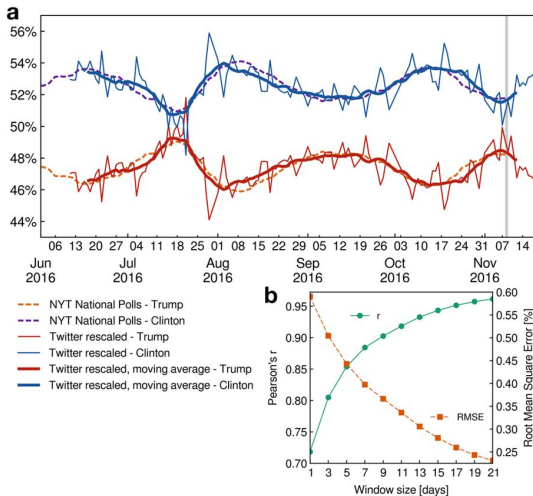 a
56%
54%
52%
50%
48%
46%
44%
06 13 20 27 04 11 18 25 01 08 15 22 29 05 12 19 26 03 10 17 24 31 07 14
Jun 2016
Jul 2016
Aug 2016
Sep 2016
Oct 2016
Nov 2016
NYT National Polls - Trump
NYT National Polls - Clinton
Twitter rescaled - Trump
Twitter rescaled - Clinton
Twitter rescaled, moving average - Trump
Twitter rescaled, moving average - Clinton
b
Pearson's r
0.95
0.90
0.85
0.80
0.75
0.70
r
RMSE
0.60
0.55
0.50
0.45
0.40
0.35
0.30
0.25
Root Mean Square Error [%]
1 3 5 7 9 11 13 15 17 19 21
Window size [days]